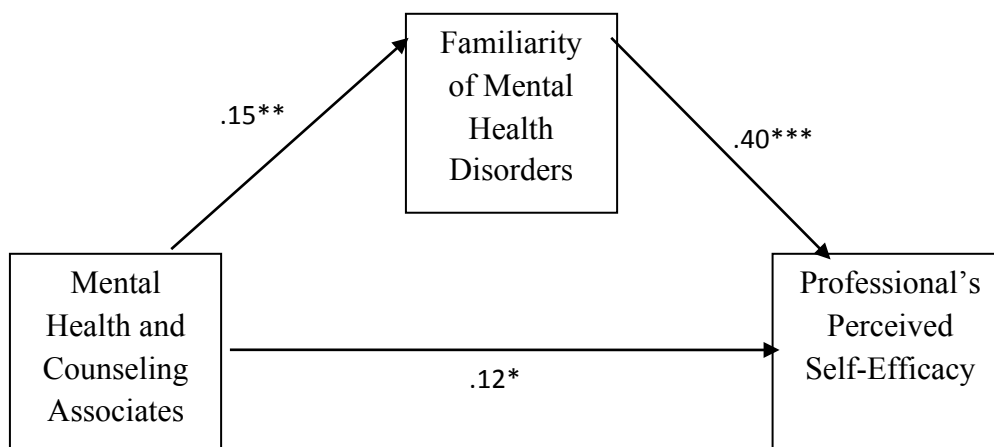 Familiarity
of Mental
Health
Disorders
.15**
.40***
Mental
Health and
Counseling
Associates
.12*
Professional’s
Perceived
Self-Efficacy